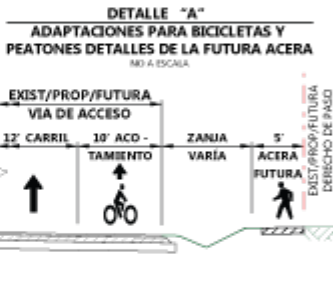 DETALLE "A"
ADAPTACIONES PARA BICICLETAS Y
PEATONES DETALLES DE LA FUTURA ACERA
NO A ESCALA
EXIST/PROP/FUTURA
VIA DE ACCESO
12' CARRIL
10' ACO -
TAMIENTO
ZANJA
VARÍA
5'
ACERA
FUTURA
EXIST/PROP/FUTURA
DERECHO DE PASO